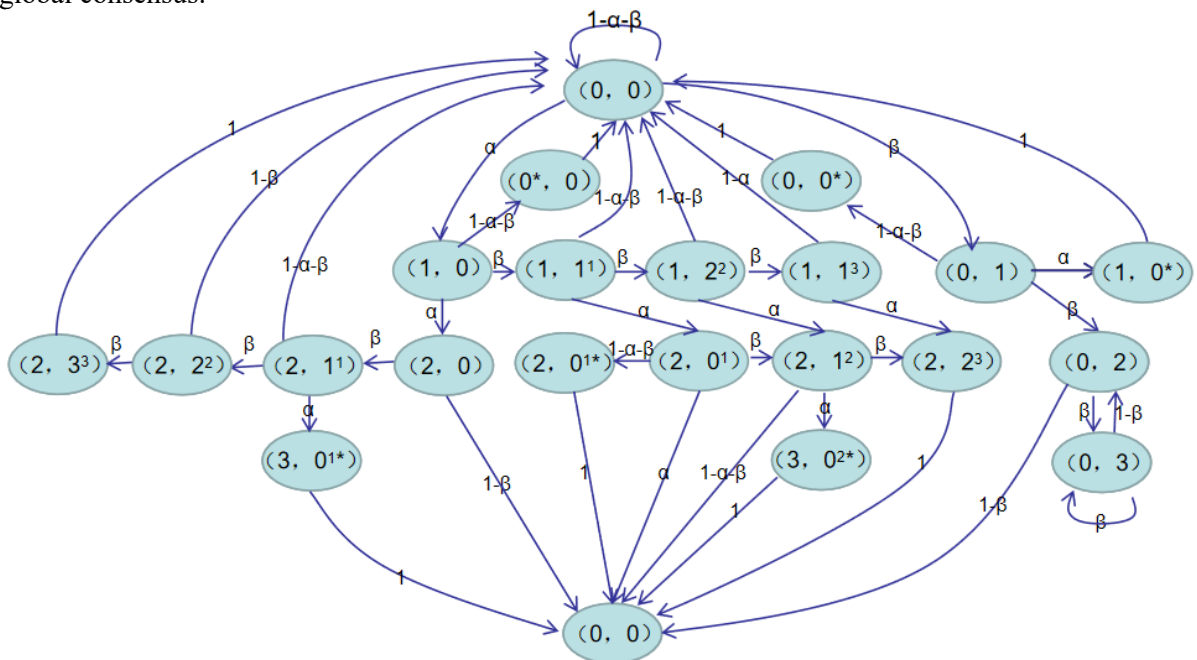 global consensus.
1-α-β
(0, 0)
1
α
β
1
1-β
(0*, 0)
1
1-α-β
1-α-β
1-α
1
(0, 0*)
1-α-β
1-α-β
1-α-β
(1, 0)
β
(1, 1¹)
β
(1, 2²)
β
(1, 1³)
(0, 1)
α
(1, 0*)
α
α
α
α
β
(2, 3³)
β
(2, 2²)
β
(2, 1¹)
β
(2, 0)
(2, 0¹*)
1-α-β
(2, 0¹)
β
(2, 1²)
β
(2, 2³)
(0, 2)
α
α
β
1-β
(3, 0¹*)
(3, 0²*)
(0, 3)
1-β
1
α
1-α-β
1
1
1-β
β
1
(0, 0)